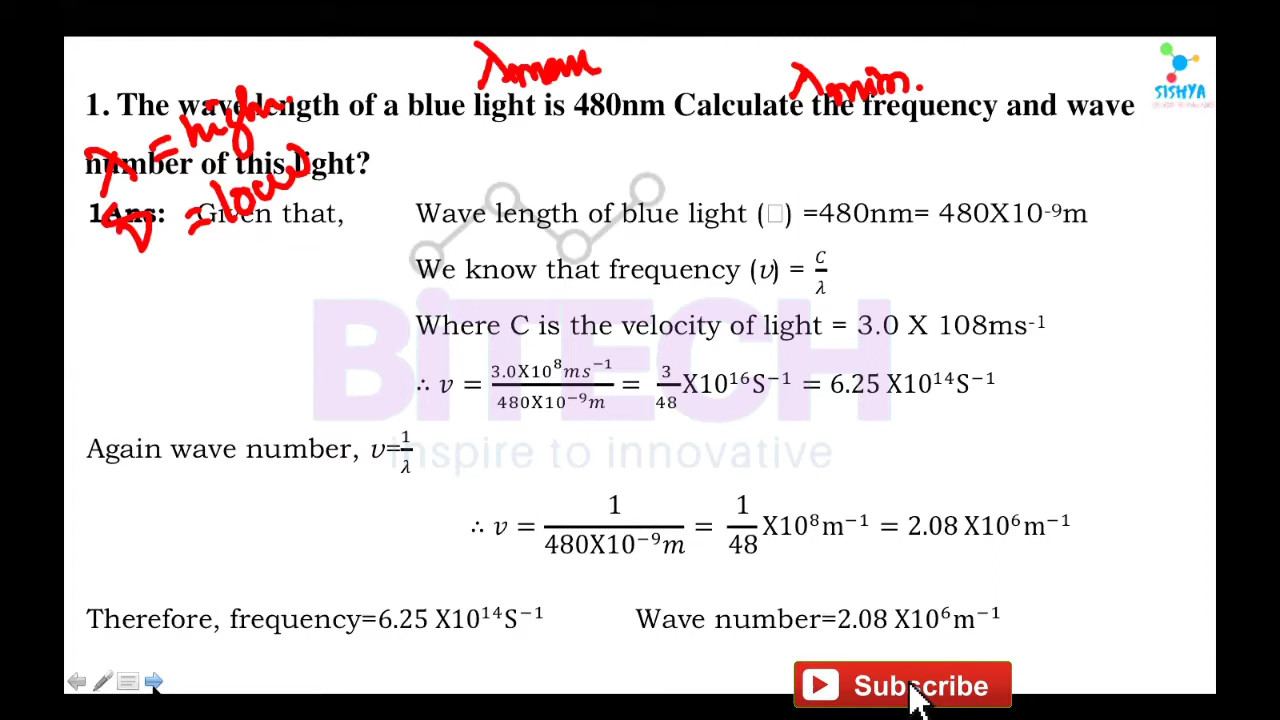 λmax
λmin.
1. The wave length of a blue light is 480nm Calculate the frequency and wave
λ = high.
number of this light?
ν̅ = low
SISHYA
1Ans: Given that, Wave length of blue light (□) =480nm= 480X10⁻⁹m
We know that frequency (υ) = C/λ
Where C is the velocity of light = 3.0 X 108ms⁻¹
∴ υ = 3.0X10⁸ms⁻¹/480X10⁻⁹m = 3/48 X10¹⁶S⁻¹ = 6.25 X10¹⁴S⁻¹
BiTECH
Again wave number, υ=1/λ
inspire to innovative
∴ υ = 1/480X10⁻⁹m = 1/48 X10⁸m⁻¹ = 2.08 X10⁶m⁻¹
Therefore, frequency=6.25 X10¹⁴S⁻¹ Wave number=2.08 X10⁶m⁻¹
Subscribe